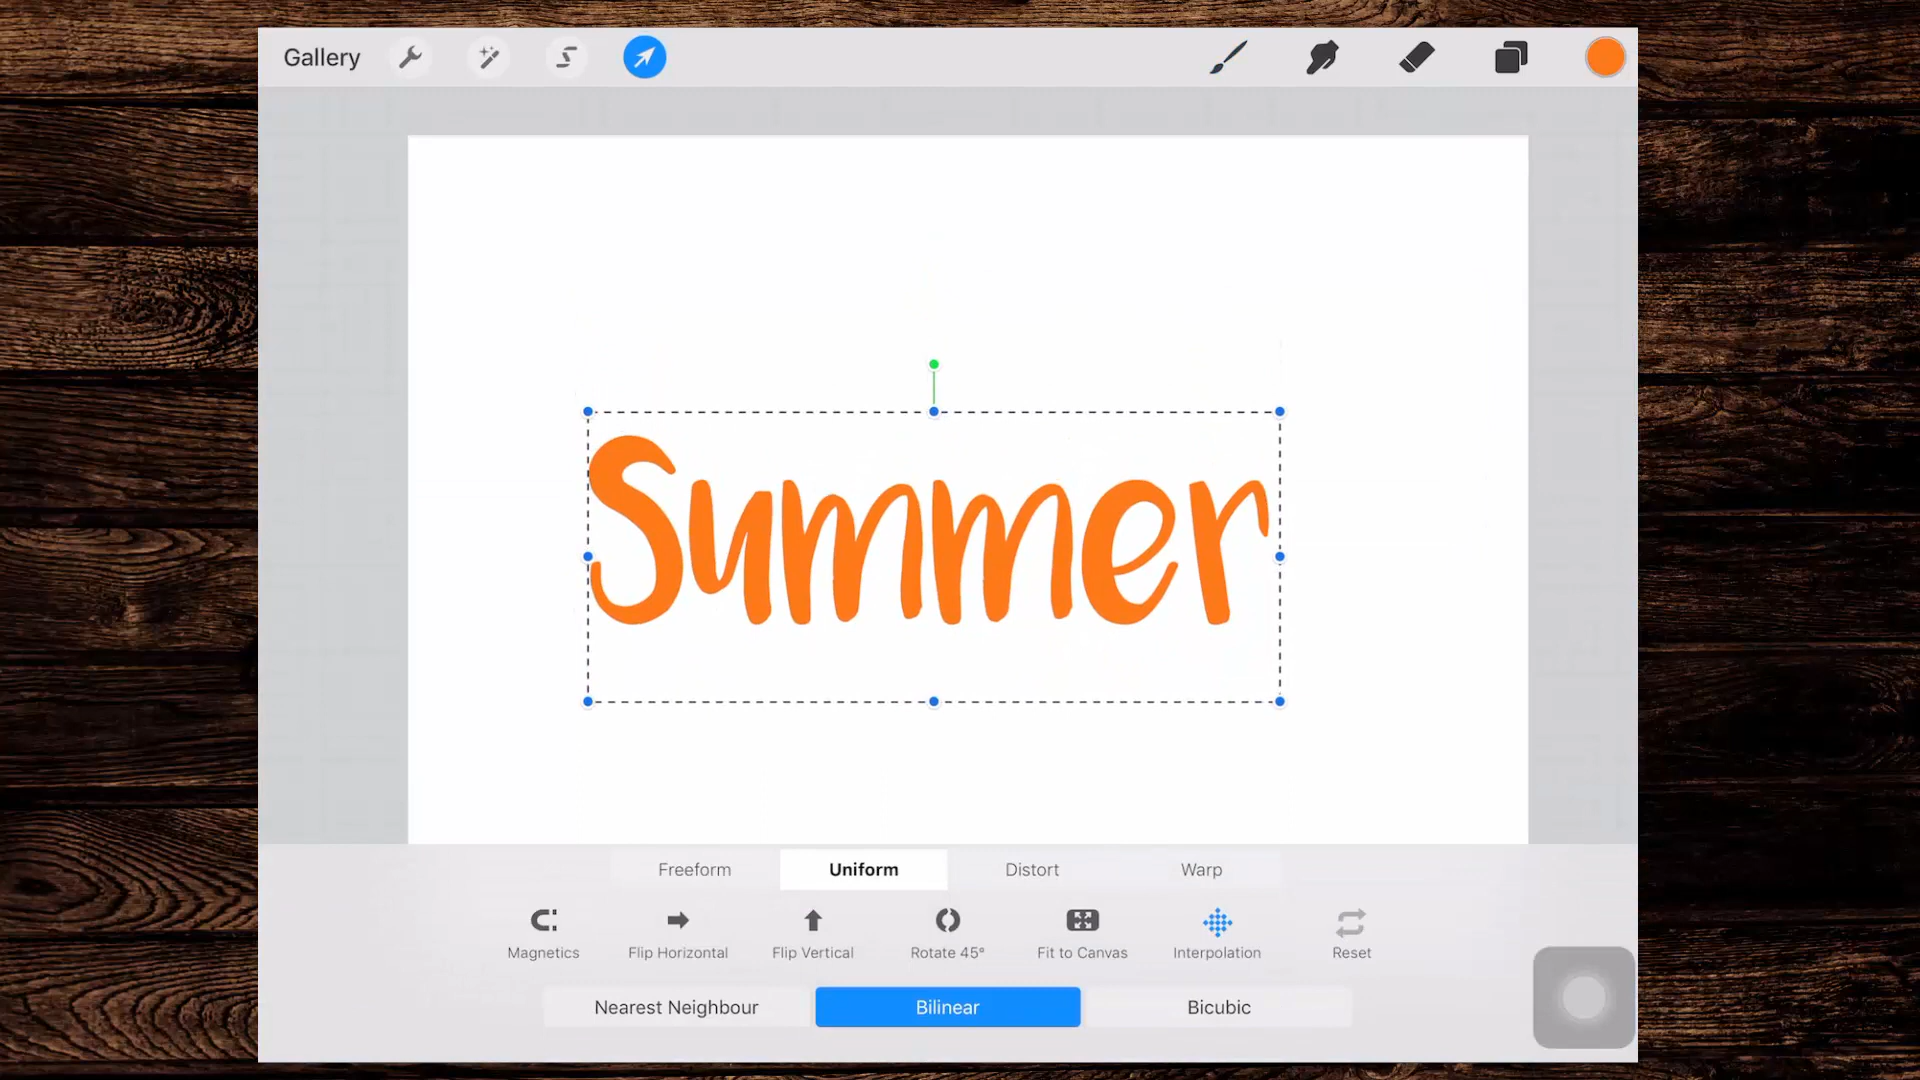 Gallery
Summer
Freeform Uniform Distort Warp
Magnetics Flip Horizontal Flip Vertical Rotate 45° Fit to Canvas Interpolation Reset
Nearest Neighbour Bilinear Bicubic